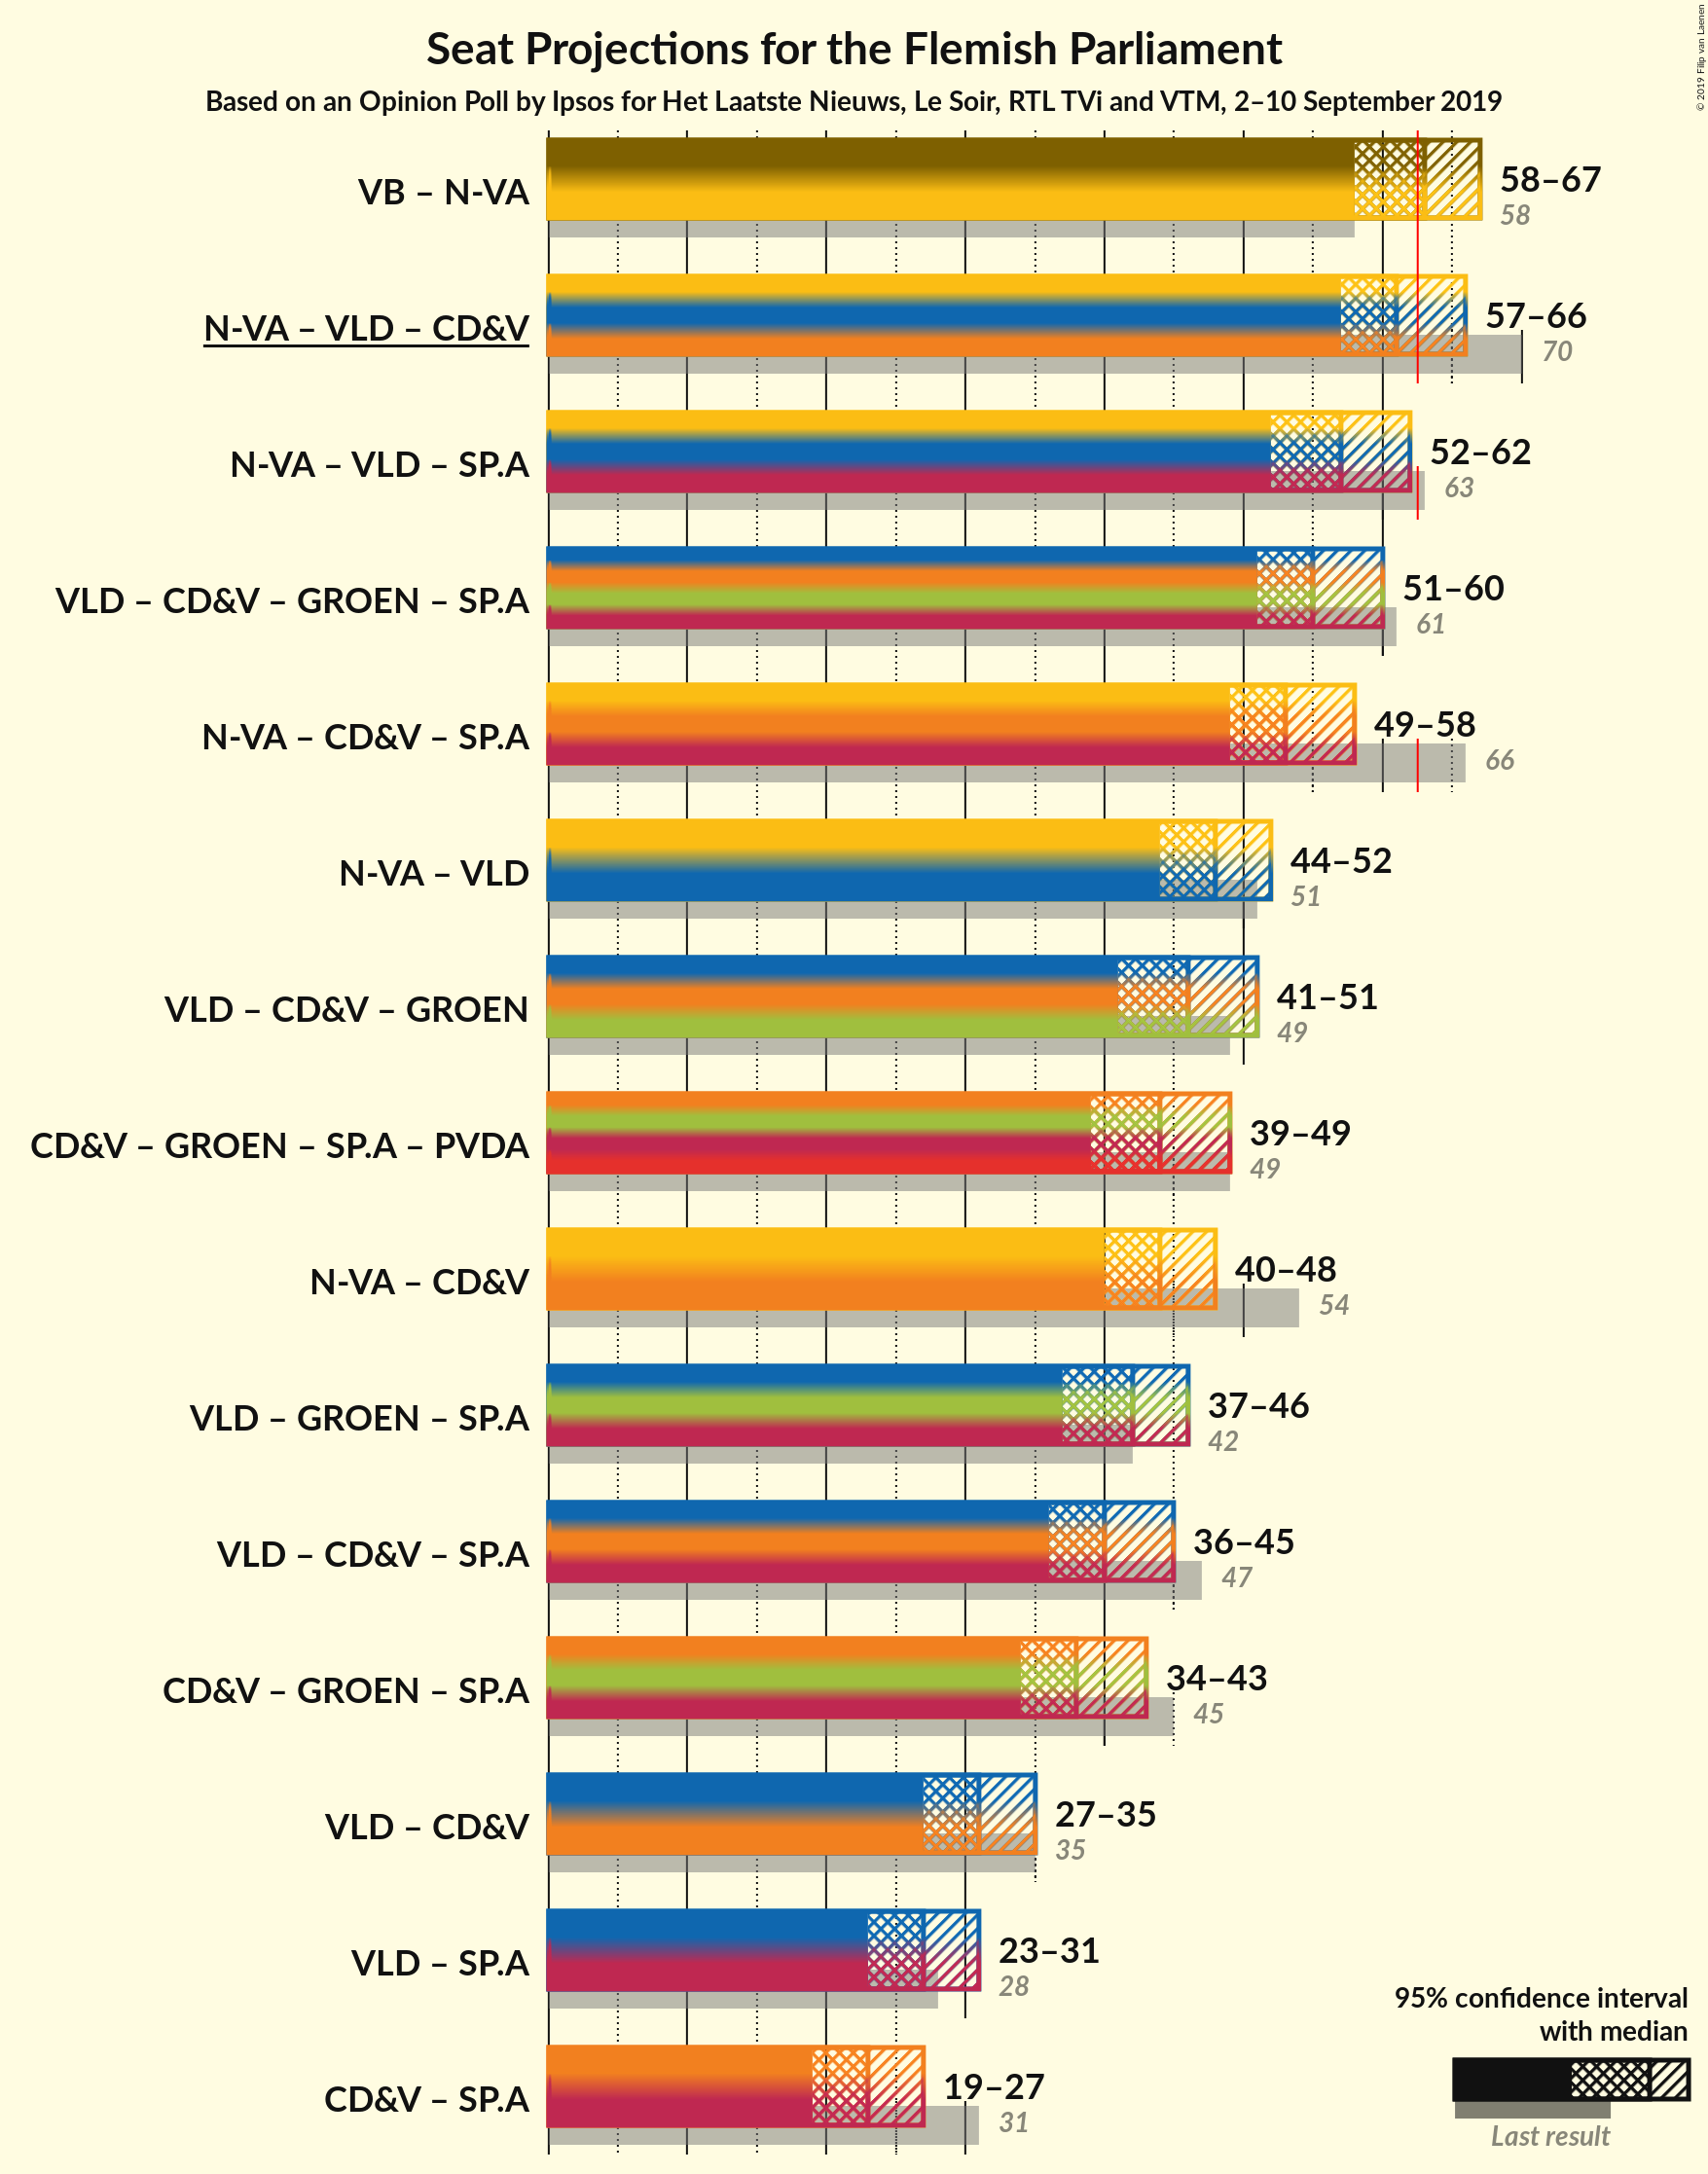 Seat Projections for the Flemish Parliament
Based on an Opinion Poll by Ipsos for Het Laatste Nieuws, Le Soir, RTL TVi and VTM, 2–10 September 2019
© 2019 Filip van Laenen
VB – N-VA
58–67
58
N-VA – VLD – CD&V
57–66
70
N-VA – VLD – SP.A
52–62
63
VLD – CD&V – GROEN – SP.A
51–60
61
N-VA – CD&V – SP.A
49–58
66
N-VA – VLD
44–52
51
VLD – CD&V – GROEN
41–51
49
CD&V – GROEN – SP.A – PVDA
39–49
49
N-VA – CD&V
40–48
54
VLD – GROEN – SP.A
37–46
42
VLD – CD&V – SP.A
36–45
47
CD&V – GROEN – SP.A
34–43
45
VLD – CD&V
27–35
35
VLD – SP.A
23–31
28
CD&V – SP.A
19–27
31
95% confidence interval
with median
Last result